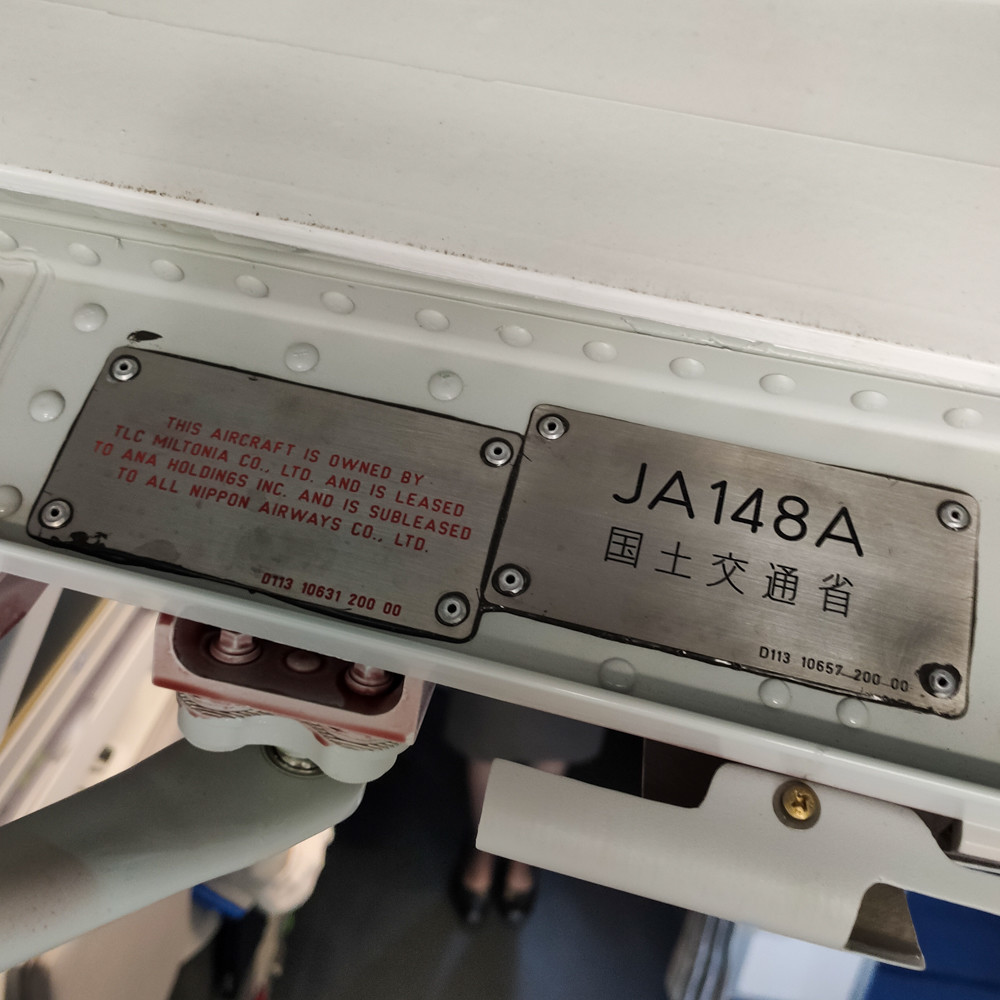 THIS AIRCRAFT IS OWNED BY
TLC MILTONIA CO., LTD. AND IS LEASED
TO ANA HOLDINGS INC. AND IS SUBLEASED
TO ALL NIPPON AIRWAYS CO., LTD.
D113 10631 200 00
JA148A
国土交通省
D113 10657 200 00